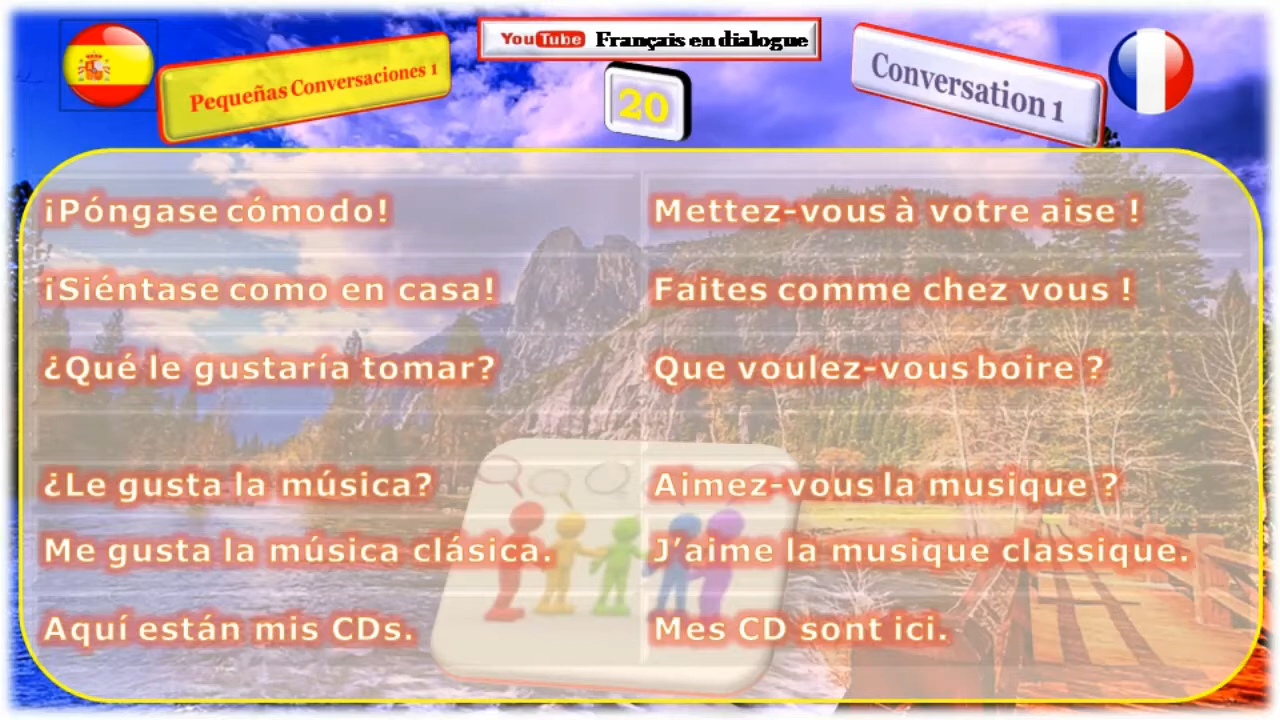 YouTube Français en dialogue
Pequeñas Conversaciones 1
20
Conversation 1
¡Póngase cómodo!
Mettez-vous à votre aise !
¡Siéntase como en casa!
Faites comme chez vous !
¿Qué le gustaría tomar?
Que voulez-vous boire ?
¿Le gusta la música?
Aimez-vous la musique ?
Me gusta la música clásica.
J’aime la musique classique.
Aquí están mis CDs.
Mes CD sont ici.